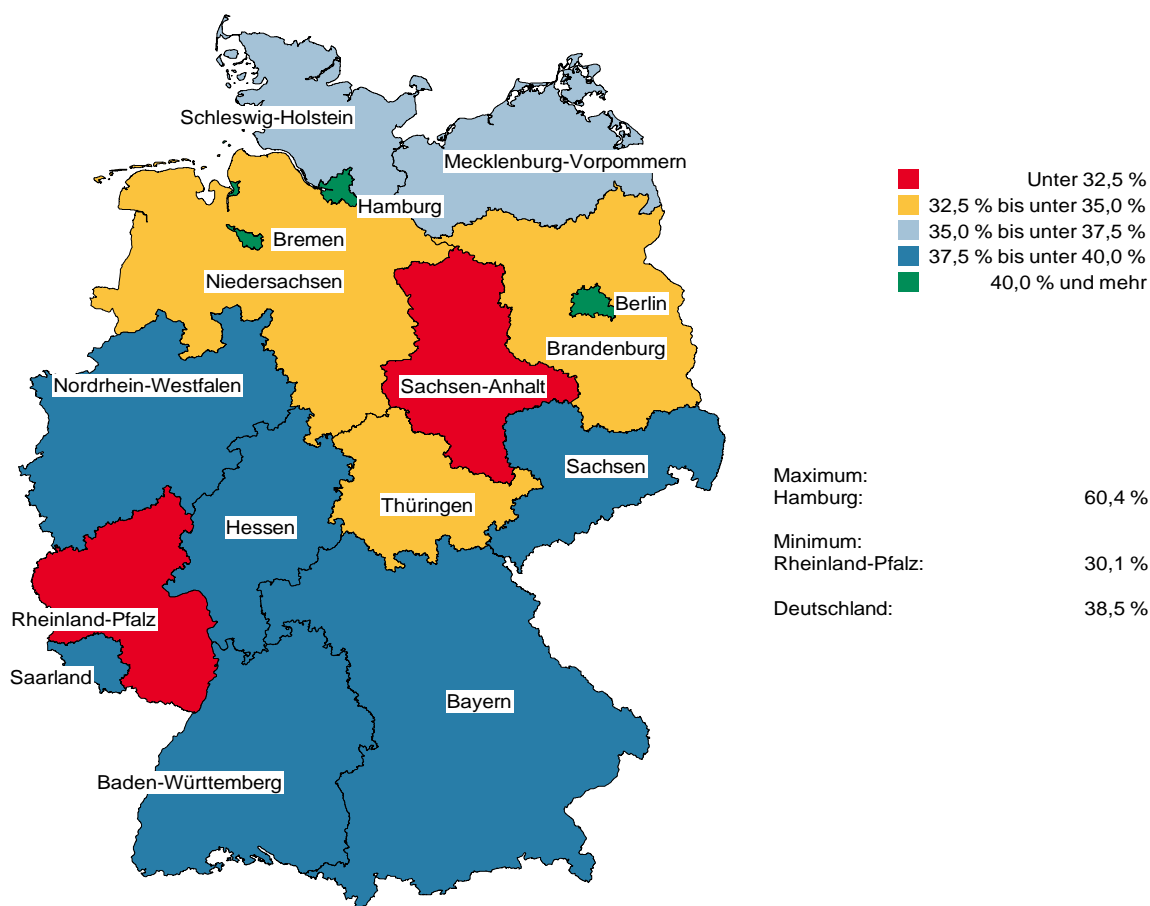 Schleswig-Holstein
Mecklenburg-Vorpommern
Hamburg
Bremen
Niedersachsen
Berlin
Brandenburg
Nordrhein-Westfalen
Sachsen-Anhalt
Sachsen
Thüringen
Hessen
Rheinland-Pfalz
Saarland
Bayern
Baden-Württemberg
Unter 32,5 %
32,5 % bis unter 35,0 %
35,0 % bis unter 37,5 %
37,5 % bis unter 40,0 %
40,0 % und mehr
Maximum:
Hamburg: 60,4 %
Minimum:
Rheinland-Pfalz: 30,1 %
Deutschland: 38,5 %